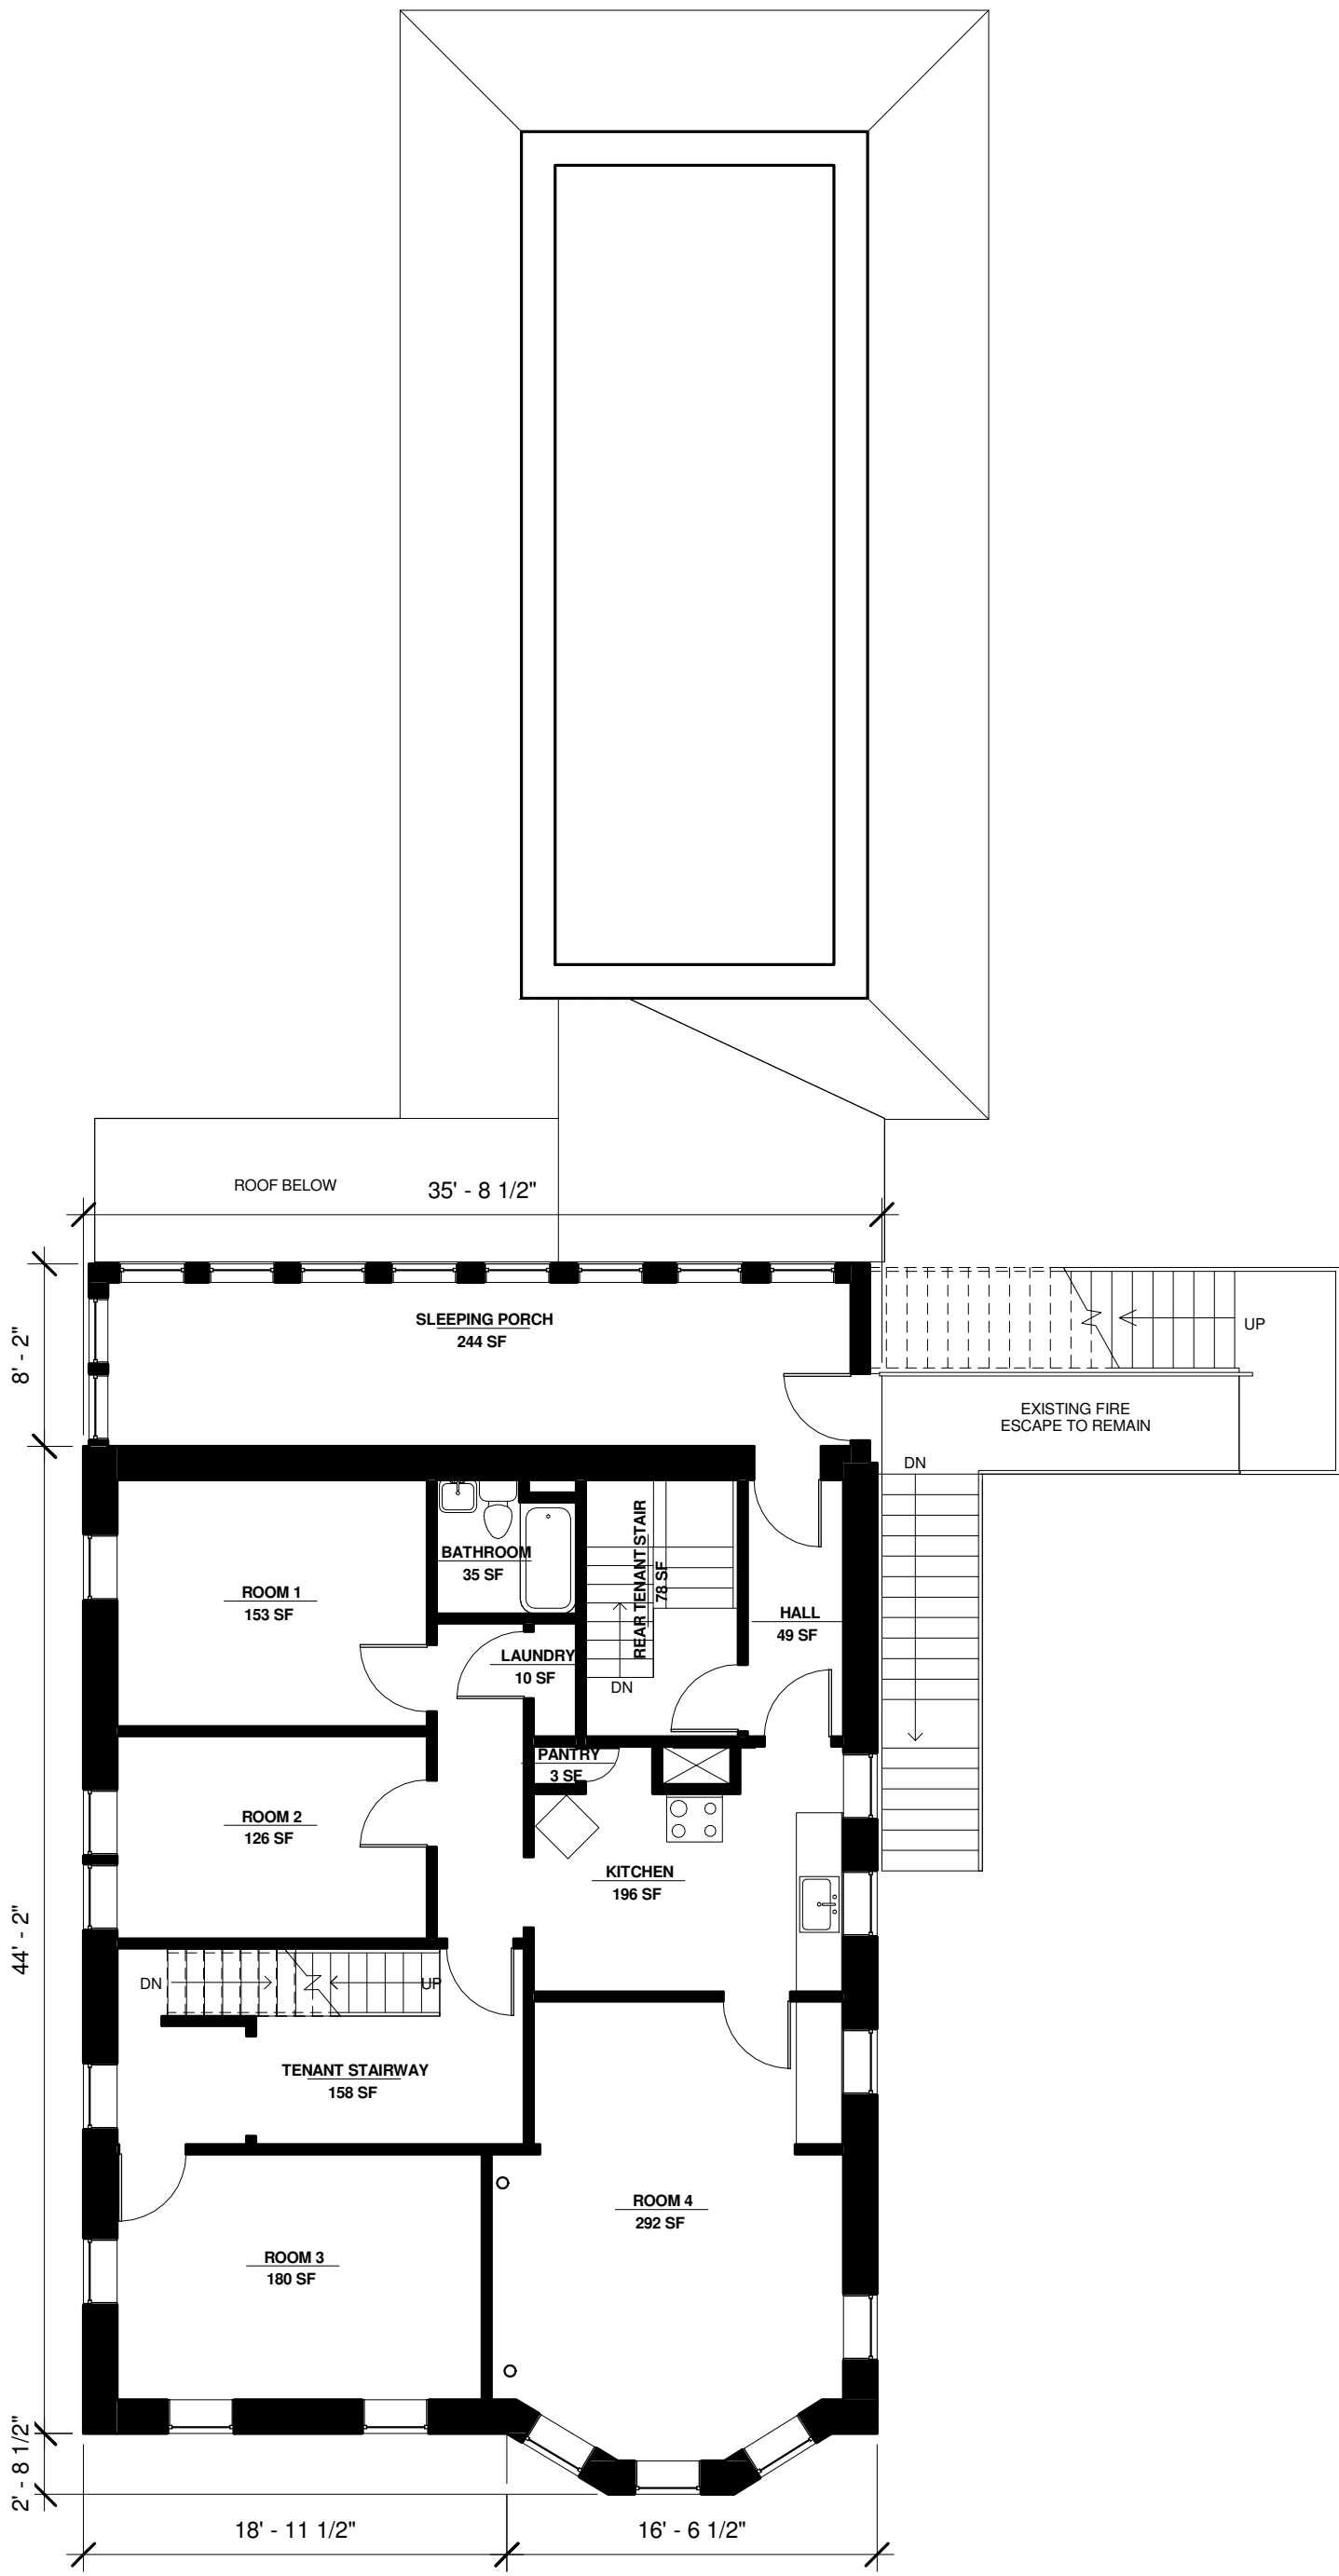 ROOF BELOW
35' - 8 1/2"
8' - 2"
SLEEPING PORCH
244 SF
UP
EXISTING FIRE
ESCAPE TO REMAIN
DN
BATHROOM
35 SF
REAR TENANT STAIR
78 SF
ROOM 1
153 SF
HALL
49 SF
LAUNDRY
10 SF
DN
PANTRY
3 SF
ROOM 2
126 SF
KITCHEN
196 SF
44' - 2"
DN
UP
TENANT STAIRWAY
158 SF
ROOM 4
292 SF
ROOM 3
180 SF
2' - 8 1/2"
18' - 11 1/2"
16' - 6 1/2"